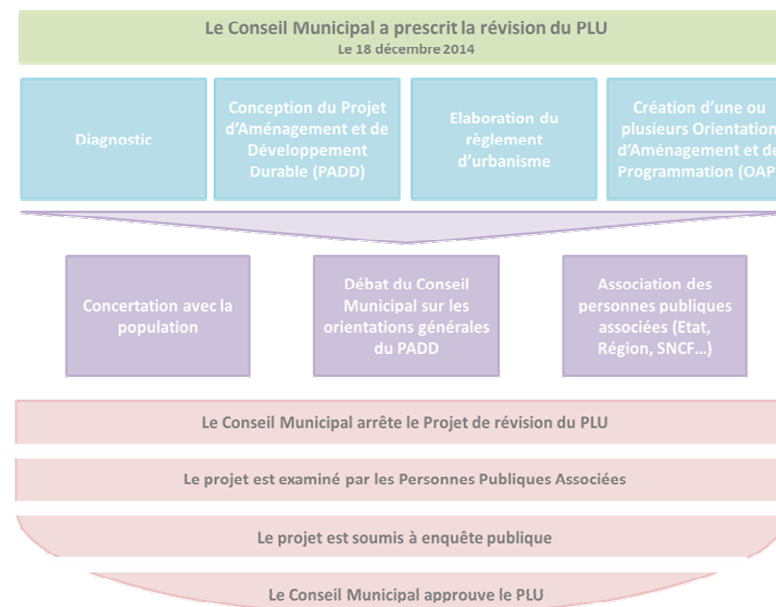 Le Conseil Municipal a prescrit la révision du PLU
Le 18 décembre 2014
Diagnostic
Conception du Projet
d'Aménagement et de
Développement
Durable (PADD)
Elaboration du
règlement
d'urbanisme
Création d'une ou
plusieurs Orientation
d'Aménagement et de
Programmation (OAP
Concertation avec la
population
Débat du Conseil
Municipal sur les
orientations générales
du PADD
Association des
personnes publiques
associées (Etat,
Région, SNCF…)
Le Conseil Municipal arrête le Projet de révision du PLU
Le projet est examiné par les Personnes Publiques Associées
Le projet est soumis à enquête publique
Le Conseil Municipal approuve le PLU